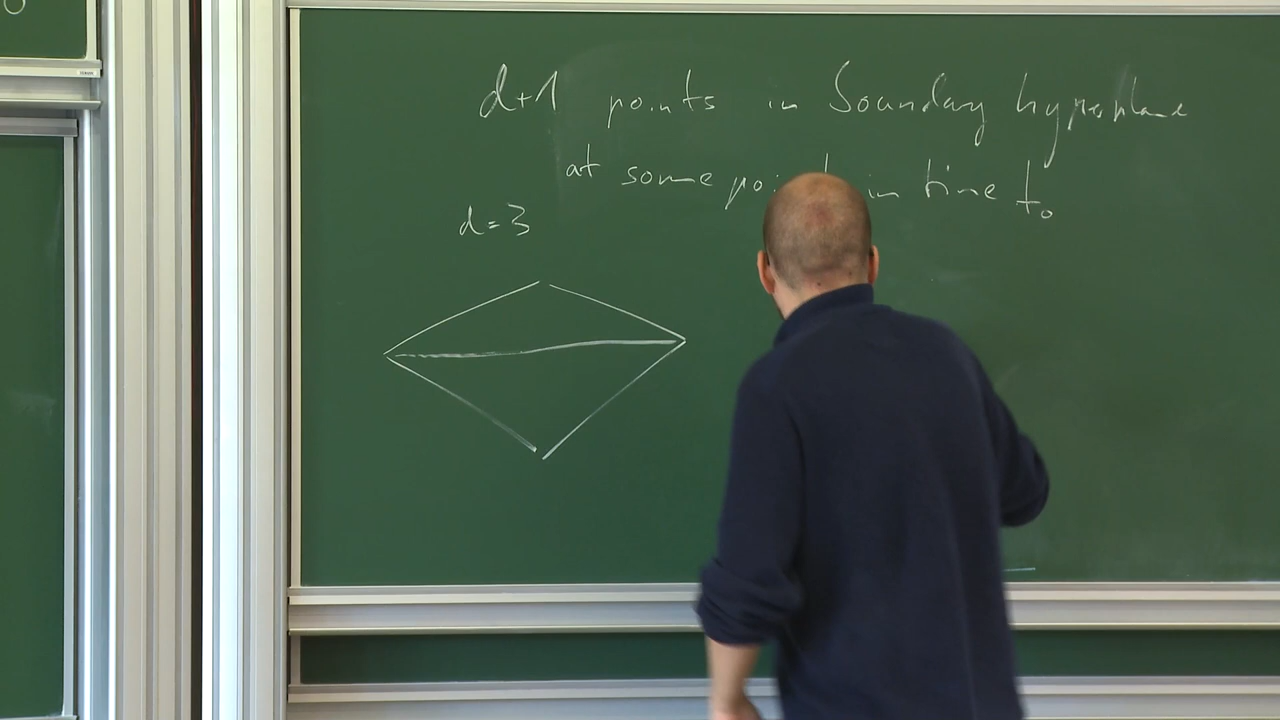 d+1 points in boundary hyperplane
at some point in time t₀
d=3